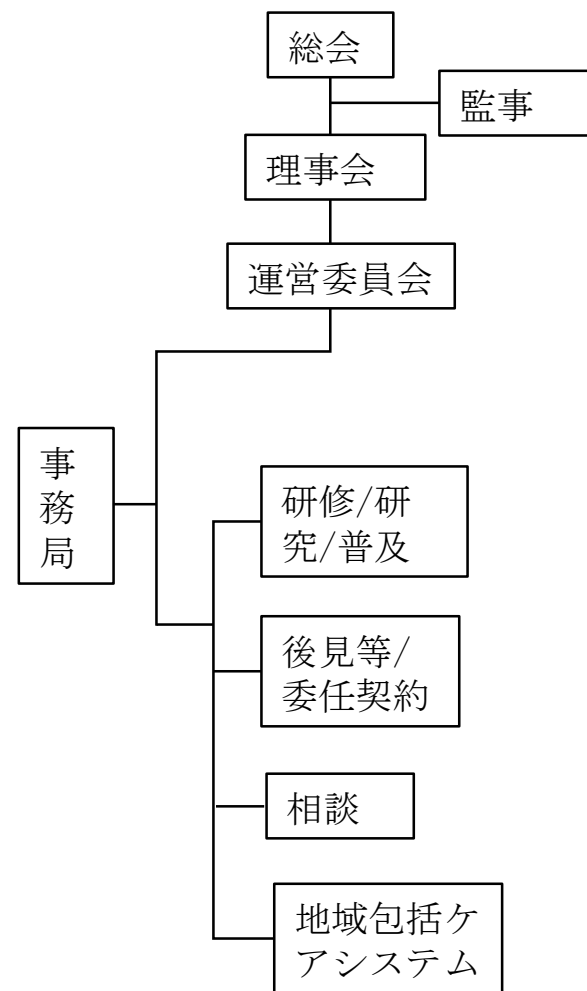 総会
監事
理事会
運営委員会
事
務
局
研修/研
究/普及
後見等/
委任契約
相談
地域包括ケ
アシステム